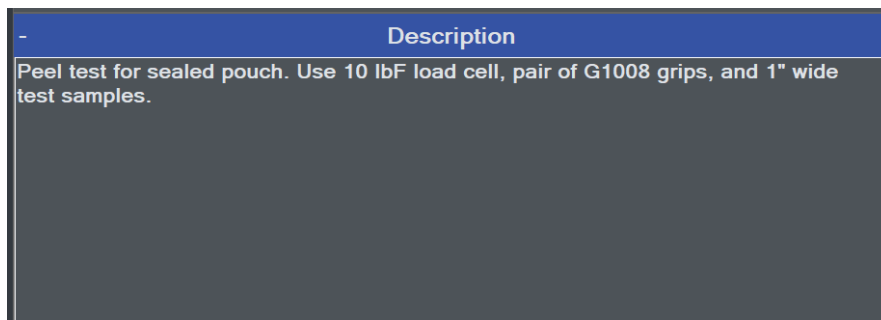 - Description
Peel test for sealed pouch. Use 10 lbF load cell, pair of G1008 grips, and 1" wide
test samples.